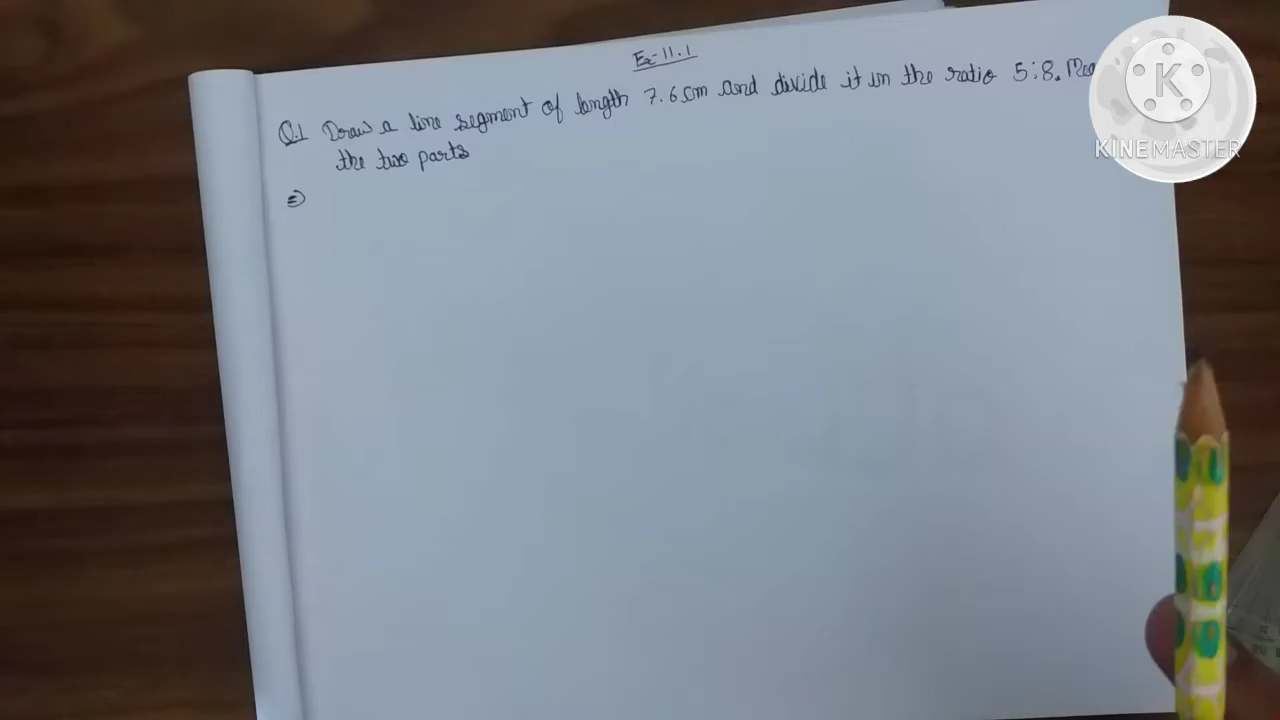 Ex-11.1
Q.1 Draw a line segment of length 7.6 cm and divide it in the ratio 5:8. Mea
the two parts
⇒
K
KINEMASTER